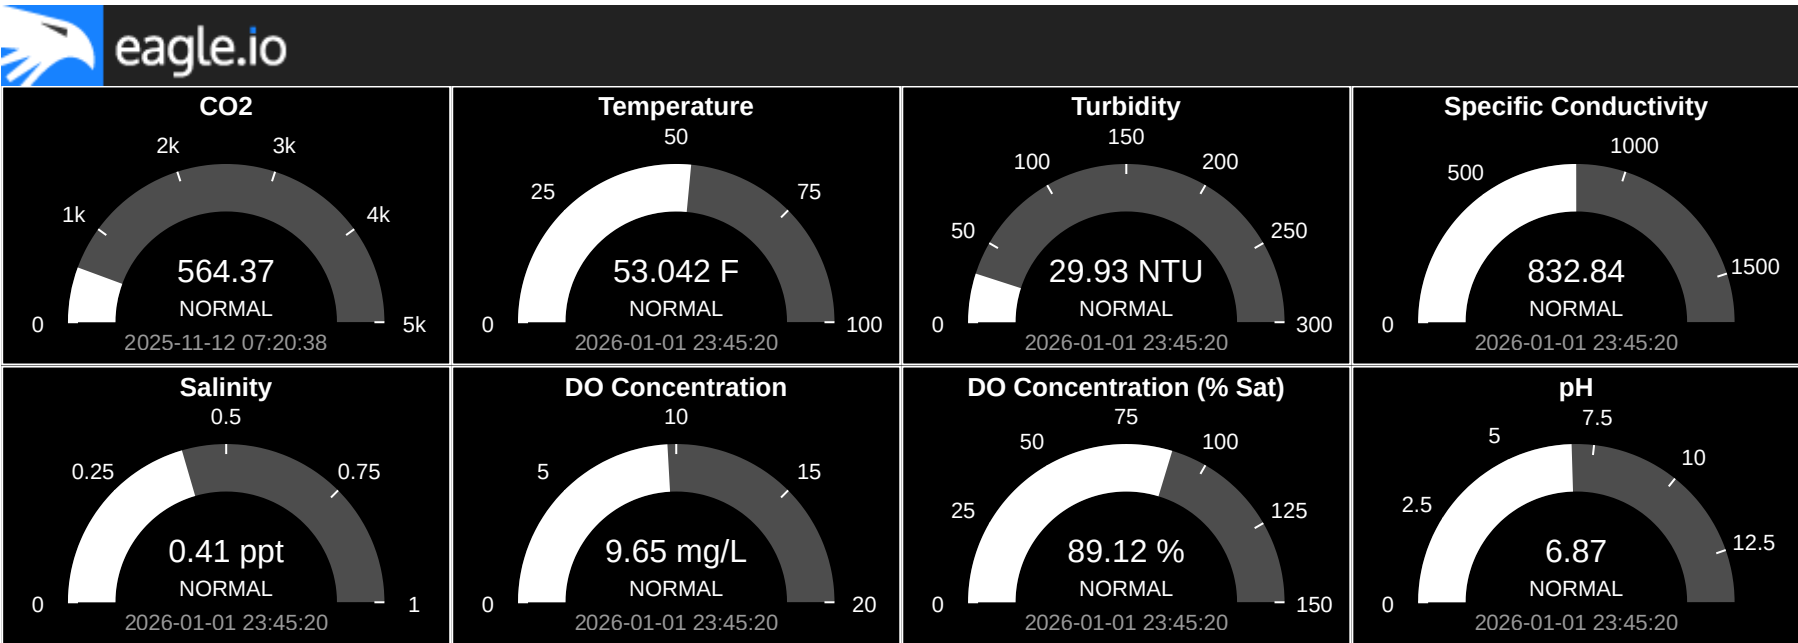 eagle.io
CO2
0
1k
2k
3k
4k
5k
564.37
NORMAL
2025-11-12 07:20:38
Temperature
0
25
50
75
100
53.042 F
NORMAL
2026-01-01 23:45:20
Turbidity
0
50
100
150
200
250
300
29.93 NTU
NORMAL
2026-01-01 23:45:20
Specific Conductivity
0
500
1000
1500
832.84
NORMAL
2026-01-01 23:45:20
Salinity
0
0.25
0.5
0.75
1
0.41 ppt
NORMAL
2026-01-01 23:45:20
DO Concentration
0
5
10
15
20
9.65 mg/L
NORMAL
2026-01-01 23:45:20
DO Concentration (% Sat)
0
25
50
75
100
125
150
89.12 %
NORMAL
2026-01-01 23:45:20
pH
0
2.5
5
7.5
10
12.5
6.87
NORMAL
2026-01-01 23:45:20